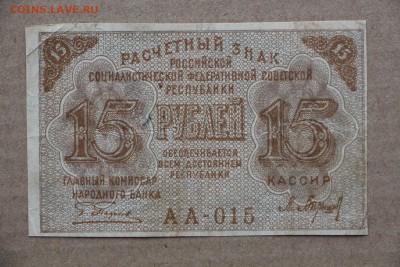 COINS.LAVE.RU
РАСЧЕТНЫЙ ЗНАК
15 15
РОССИЙСКОЙ
СОЦИАЛИСТИЧЕСКОЙ ФЕДЕРАТИВНОЙ СОВЕТСКОЙ
РЕСПУБЛИКИ
15 РУБЛЕЙ 15
ОБЕСПЕЧИВАЕТСЯ
ВСЕМ ДОСТОЯНИЕМ
РЕСПУБЛИКИ
ГЛАВНЫЙ КОМИССАР
НАРОДНОГО БАНКА
КАССИР
АА-015